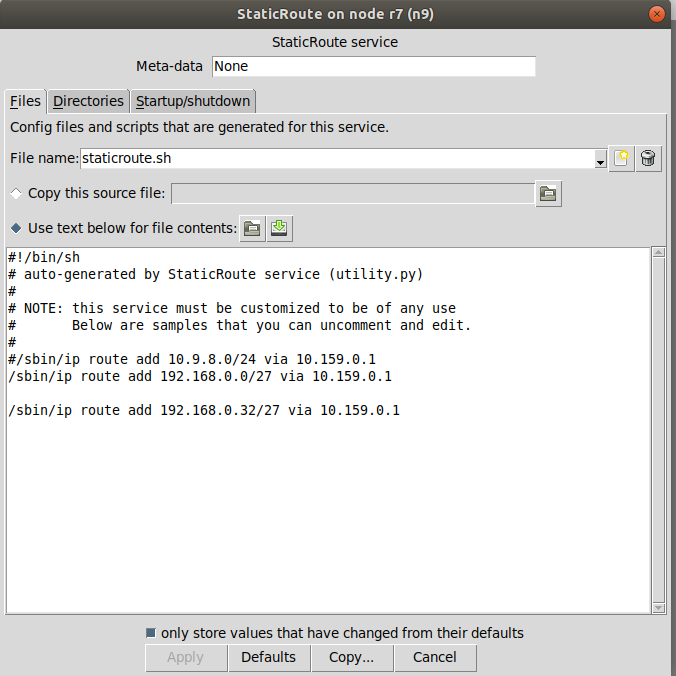 StaticRoute on node r7 (n9)
StaticRoute service
Meta-data None
Files Directories Startup/shutdown
Config files and scripts that are generated for this service.
File name: staticroute.sh
Copy this source file:
Use text below for file contents:
#!/bin/sh
# auto-generated by StaticRoute service (utility.py)
#
# NOTE: this service must be customized to be of any use
#       Below are samples that you can uncomment and edit.
#
#/sbin/ip route add 10.9.8.0/24 via 10.159.0.1
/sbin/ip route add 192.168.0.0/27 via 10.159.0.1
/sbin/ip route add 192.168.0.32/27 via 10.159.0.1
only store values that have changed from their defaults
Apply Defaults Copy... Cancel